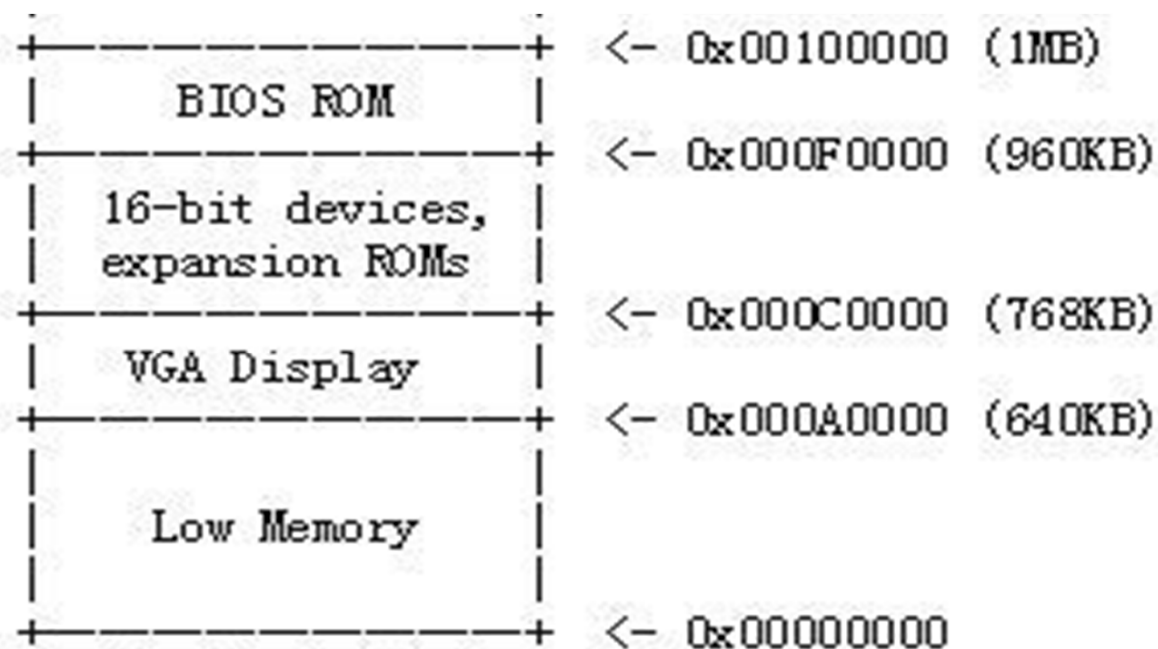 +------------------+ <- 0x00100000 (1MB)
| BIOS ROM |
+------------------+ <- 0x000F0000 (960KB)
| 16-bit devices, |
| expansion ROMs |
+------------------+ <- 0x000C0000 (768KB)
| VGA Display |
+------------------+ <- 0x000A0000 (640KB)
| |
| Low Memory |
| |
+------------------+ <- 0x00000000